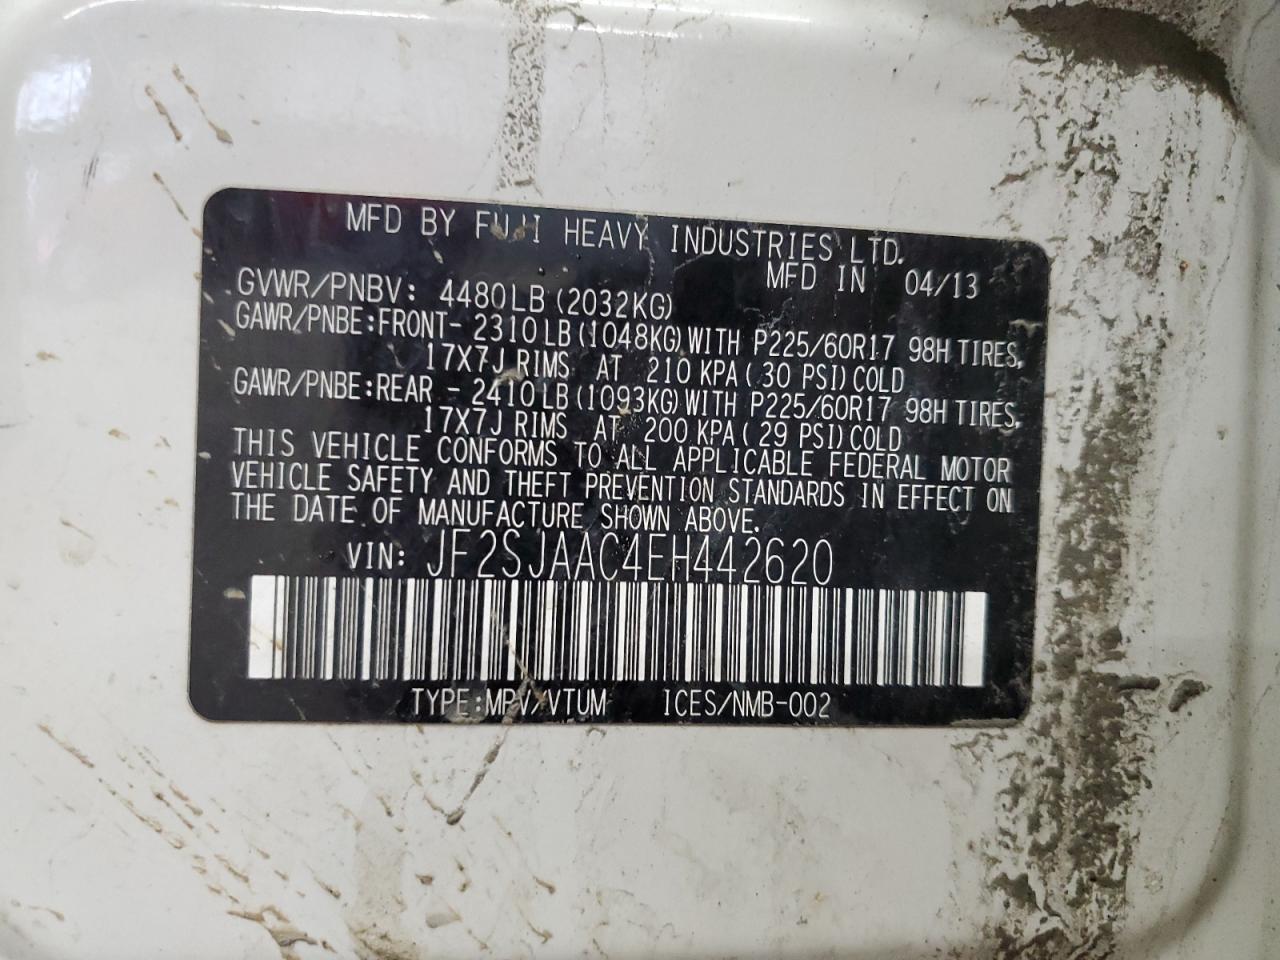 MFD BY FUJI HEAVY INDUSTRIES LTD.
MFD IN 04/13
GVWR/PNBV: 4480LB(2032KG)
GAWR/PNBE:FRONT- 2310LB(1048KG)WITH P225/60R17 98H TIRES,
17X7J RIMS AT 210 KPA( 30 PSI)COLD
GAWR/PNBE:REAR - 2410LB(1093KG)WITH P225/60R17 98H TIRES,
17X7J RIMS AT 200 KPA( 29 PSI)COLD
THIS VEHICLE CONFORMS TO ALL APPLICABLE FEDERAL MOTOR
VEHICLE SAFETY AND THEFT PREVENTION STANDARDS IN EFFECT ON
THE DATE OF MANUFACTURE SHOWN ABOVE.
VIN: JF2SJAAC4EH442620
TYPE:MPV/VTUM ICES/NMB-002